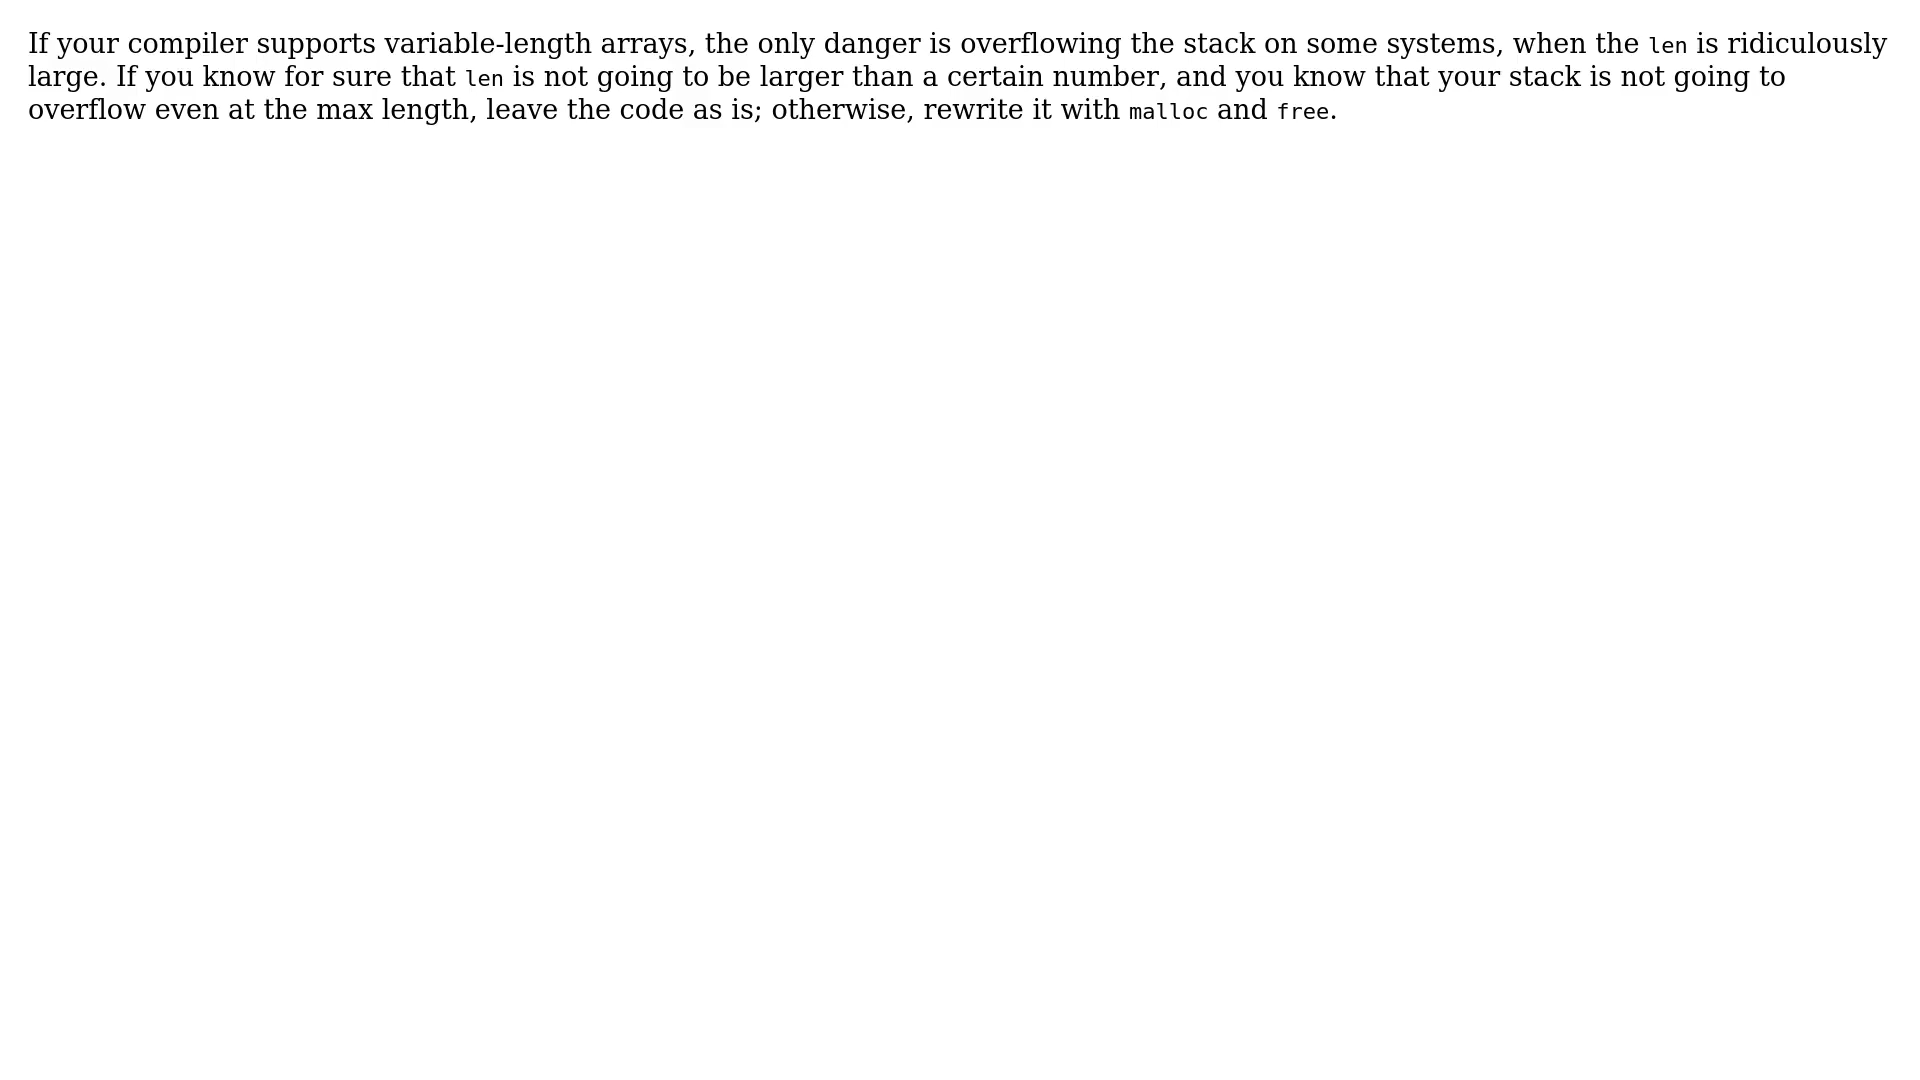 If your compiler supports variable-length arrays, the only danger is overflowing the stack on some systems, when the len is ridiculously
large. If you know for sure that len is not going to be larger than a certain number, and you know that your stack is not going to
overflow even at the max length, leave the code as is; otherwise, rewrite it with malloc and free.